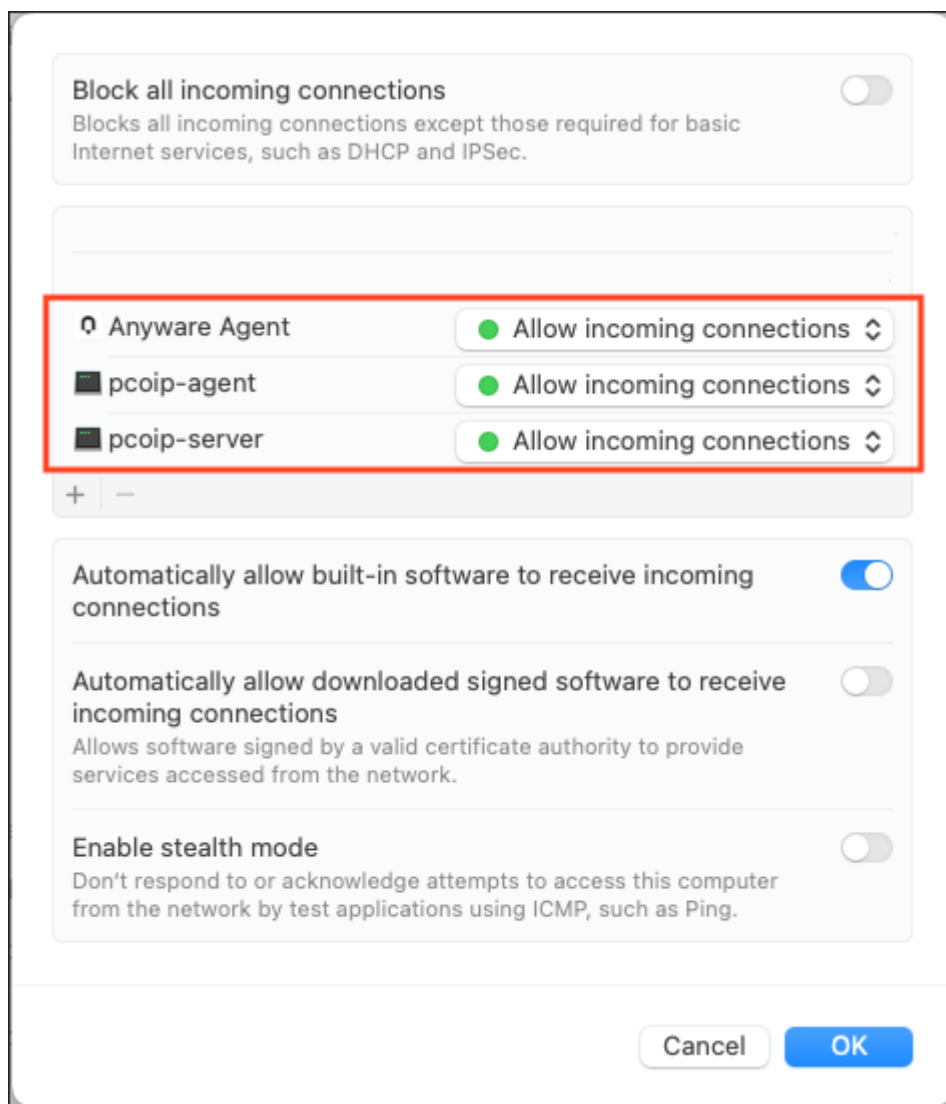 Block all incoming connections
Blocks all incoming connections except those required for basic
Internet services, such as DHCP and IPSec.
Anyware Agent Allow incoming connections
pcoip-agent Allow incoming connections
pcoip-server Allow incoming connections
Automatically allow built-in software to receive incoming
connections
Automatically allow downloaded signed software to receive
incoming connections
Allows software signed by a valid certificate authority to provide
services accessed from the network.
Enable stealth mode
Don't respond to or acknowledge attempts to access this computer
from the network by test applications using ICMP, such as Ping.
Cancel OK